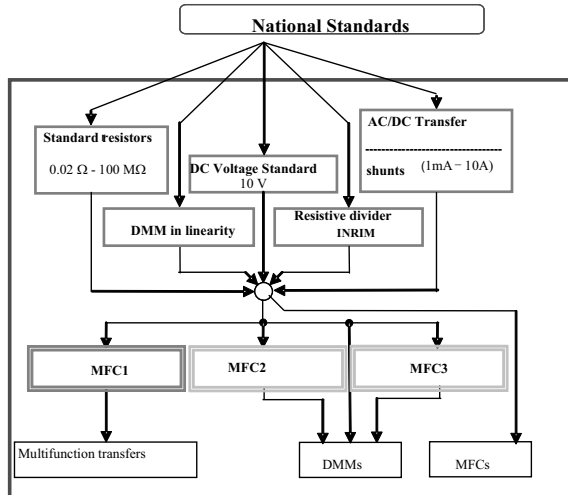 National Standards
Standard resistors
0.02 Ω - 100 MΩ
AC/DC Transfer
shunts (1mA – 10A)
DC Voltage Standard
10 V
DMM in linearity
Resistive divider
INRIM
MFC1
MFC2
MFC3
Multifunction transfers
DMMs
MFCs